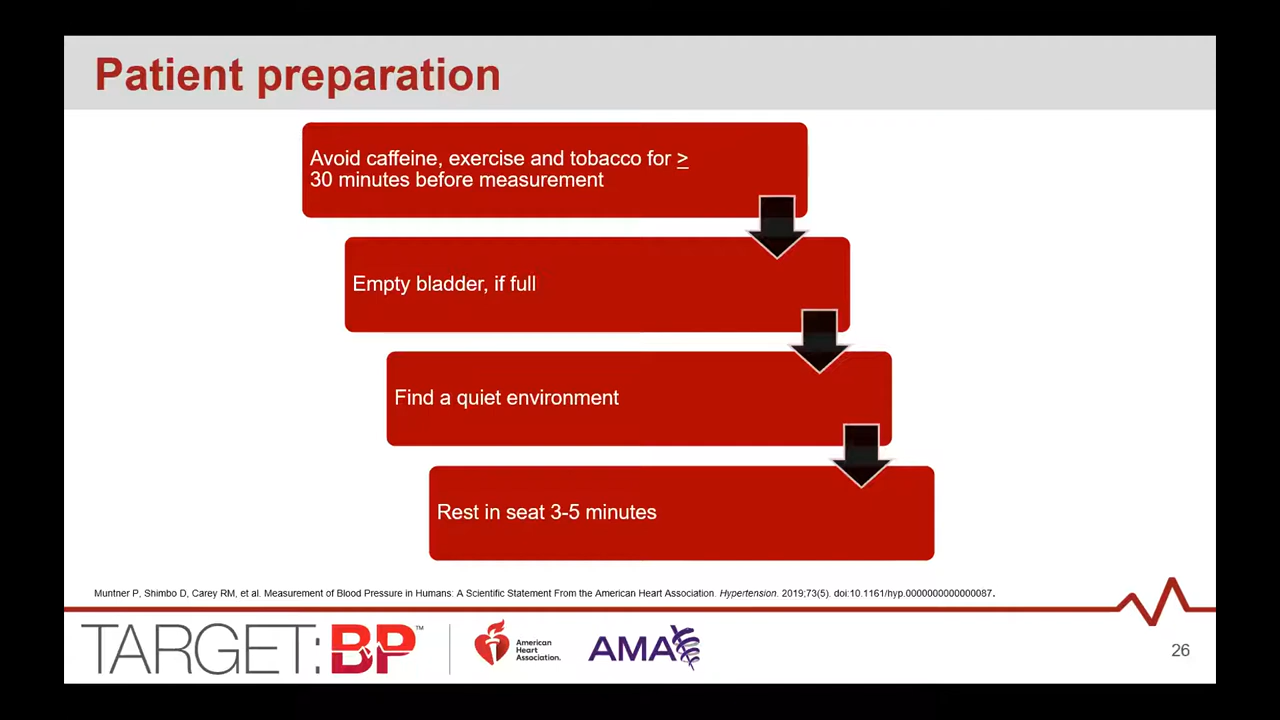 Patient preparation
Avoid caffeine, exercise and tobacco for ≥
30 minutes before measurement
Empty bladder, if full
Find a quiet environment
Rest in seat 3-5 minutes
Muntner P, Shimbo D, Carey RM, et al. Measurement of Blood Pressure in Humans: A Scientific Statement From the American Heart Association. Hypertension. 2019;73(5). doi:10.1161/hyp.0000000000000087.
TARGET:BP™
American
Heart
Association.
AMA
26